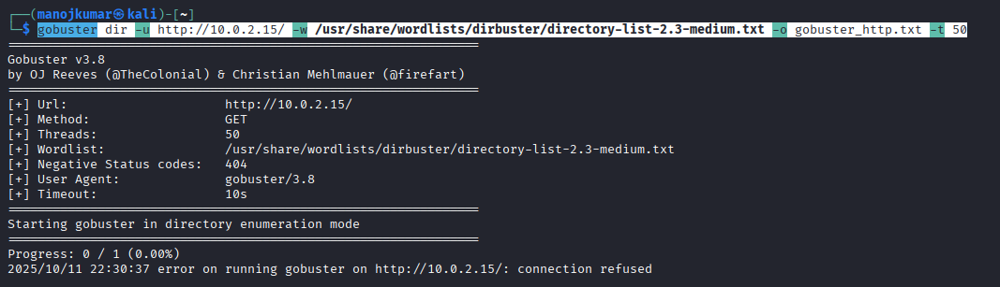 ┌──(manojkumar㉿kali)-[~]
└─$ gobuster dir -u http://10.0.2.15/ -w /usr/share/wordlists/dirbuster/directory-list-2.3-medium.txt -o gobuster_http.txt -t 50
===============================================================
Gobuster v3.8
by OJ Reeves (@TheColonial) & Christian Mehlmauer (@firefart)
===============================================================
[+] Url:                     http://10.0.2.15/
[+] Method:                  GET
[+] Threads:                 50
[+] Wordlist:                /usr/share/wordlists/dirbuster/directory-list-2.3-medium.txt
[+] Negative Status codes:   404
[+] User Agent:              gobuster/3.8
[+] Timeout:                 10s
===============================================================
Starting gobuster in directory enumeration mode
===============================================================
Progress: 0 / 1 (0.00%)
2025/10/11 22:30:37 error on running gobuster on http://10.0.2.15/: connection refused